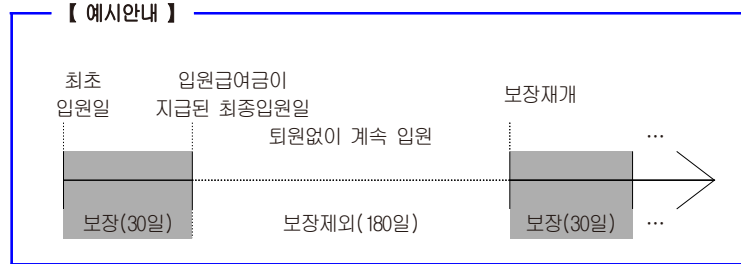 【 예시안내 】
최초
입원일
입원급여금이
지급된 최종입원일
보장재개
퇴원없이 계속 입원
…
보장(30일)
보장제외(180일)
보장(30일)
…